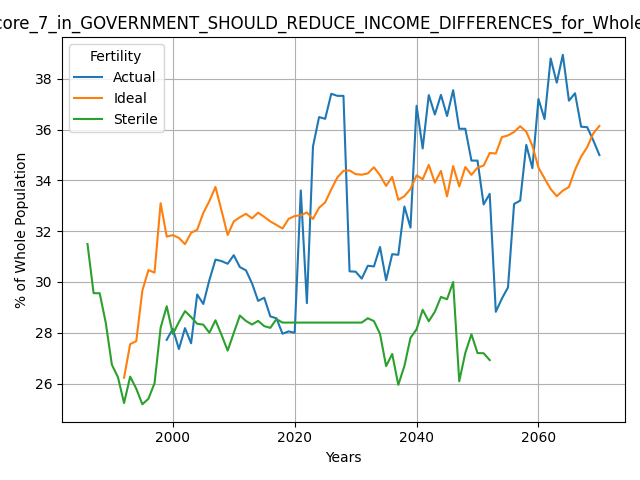 core_7_in_GOVERNMENT_SHOULD_REDUCE_INCOME_DIFFERENCES_for_Whole
Fertility
Actual
Ideal
Sterile
% of Whole Population
38
36
34
32
30
28
26
2000
2020
2040
2060
Years